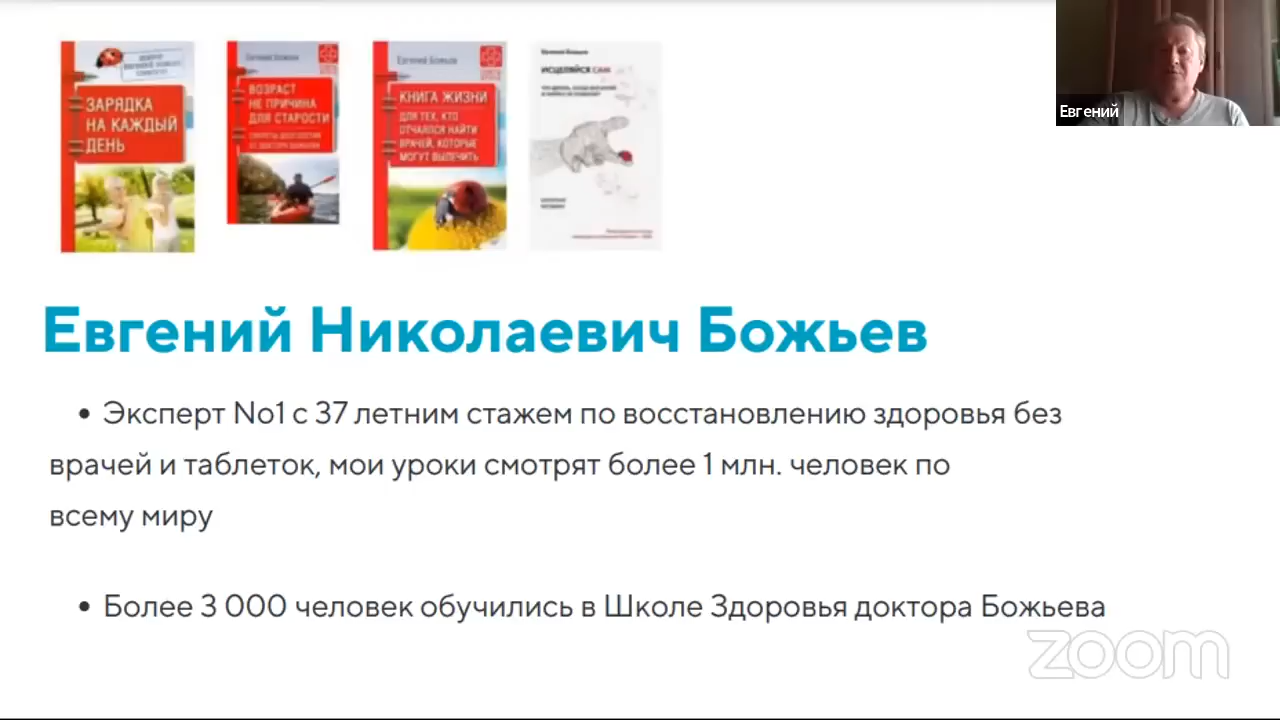 ЗАРЯДКА
НА КАЖДЫЙ
ДЕНЬ
Евгений Божьев
ВОЗРАСТ
НЕ ПРИЧИНА
ДЛЯ СТАРОСТИ
Евгений Божьев
КНИГА ЖИЗНИ
ДЛЯ ТЕХ, КТО
ОТЧАЯЛСЯ НАЙТИ
ВРАЧЕЙ, КОТОРЫЕ
МОГУТ ВЫЛЕЧИТЬ
Евгений Божьев
ИСЦЕЛЯЙСЯ САМ
Евгений
Евгений Николаевич Божьев
• Эксперт No1 с 37 летним стажем по восстановлению здоровья без
врачей и таблеток, мои уроки смотрят более 1 млн. человек по
всему миру
• Более 3 000 человек обучились в Школе Здоровья доктора Божьева
zoom